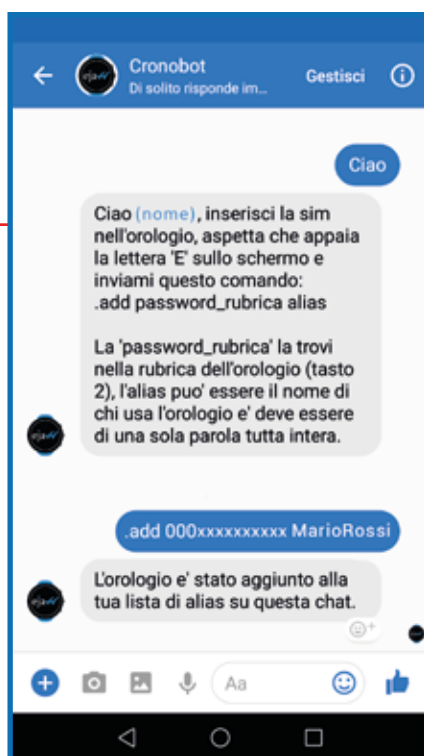 Cronobot
Di solito risponde im...
Gestisci
Ciao
Ciao (nome), inserisci la sim
nell'orologio, aspetta che appaia
la lettera 'E' sullo schermo e
inviami questo comando:
.add password_rubrica alias
La 'password_rubrica' la trovi
nella rubrica dell'orologio (tasto
2), l'alias puo' essere il nome di
chi usa l'orologio e' deve essere
di una sola parola tutta intera.
.add 000xxxxxxxxxx MarioRossi
L'orologio e' stato aggiunto alla
tua lista di alias su questa chat.
Aa